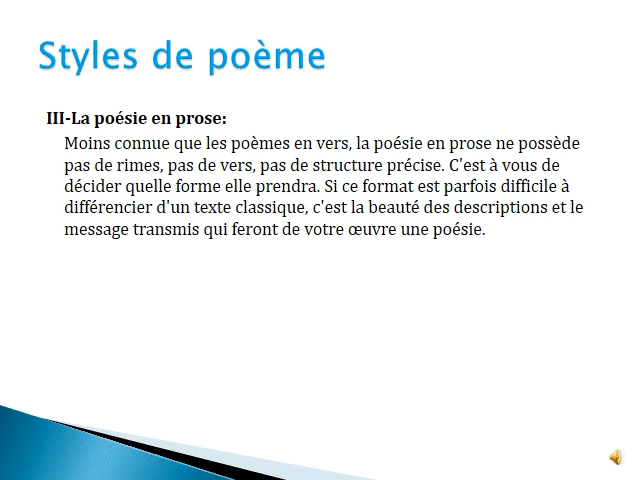 Styles de poème
III-La poésie en prose:
Moins connue que les poèmes en vers, la poésie en prose ne possède
pas de rimes, pas de vers, pas de structure précise. C'est à vous de
décider quelle forme elle prendra. Si ce format est parfois difficile à
différencier d'un texte classique, c'est la beauté des descriptions et le
message transmis qui feront de votre œuvre une poésie.